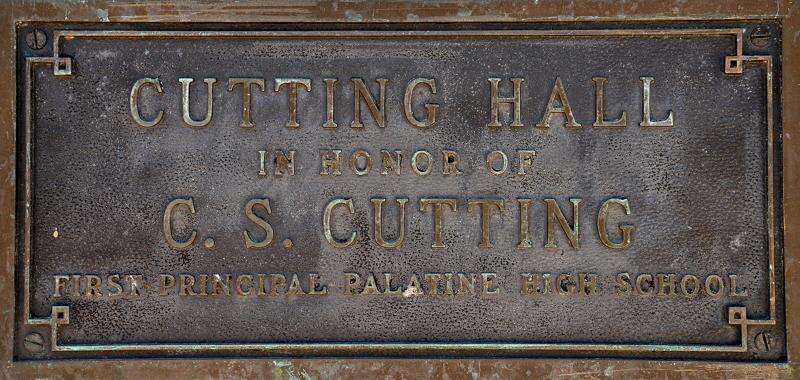 CUTTING HALL
IN HONOR OF
C. S. CUTTING
FIRST PRINCIPAL PALATINE HIGH SCHOOL